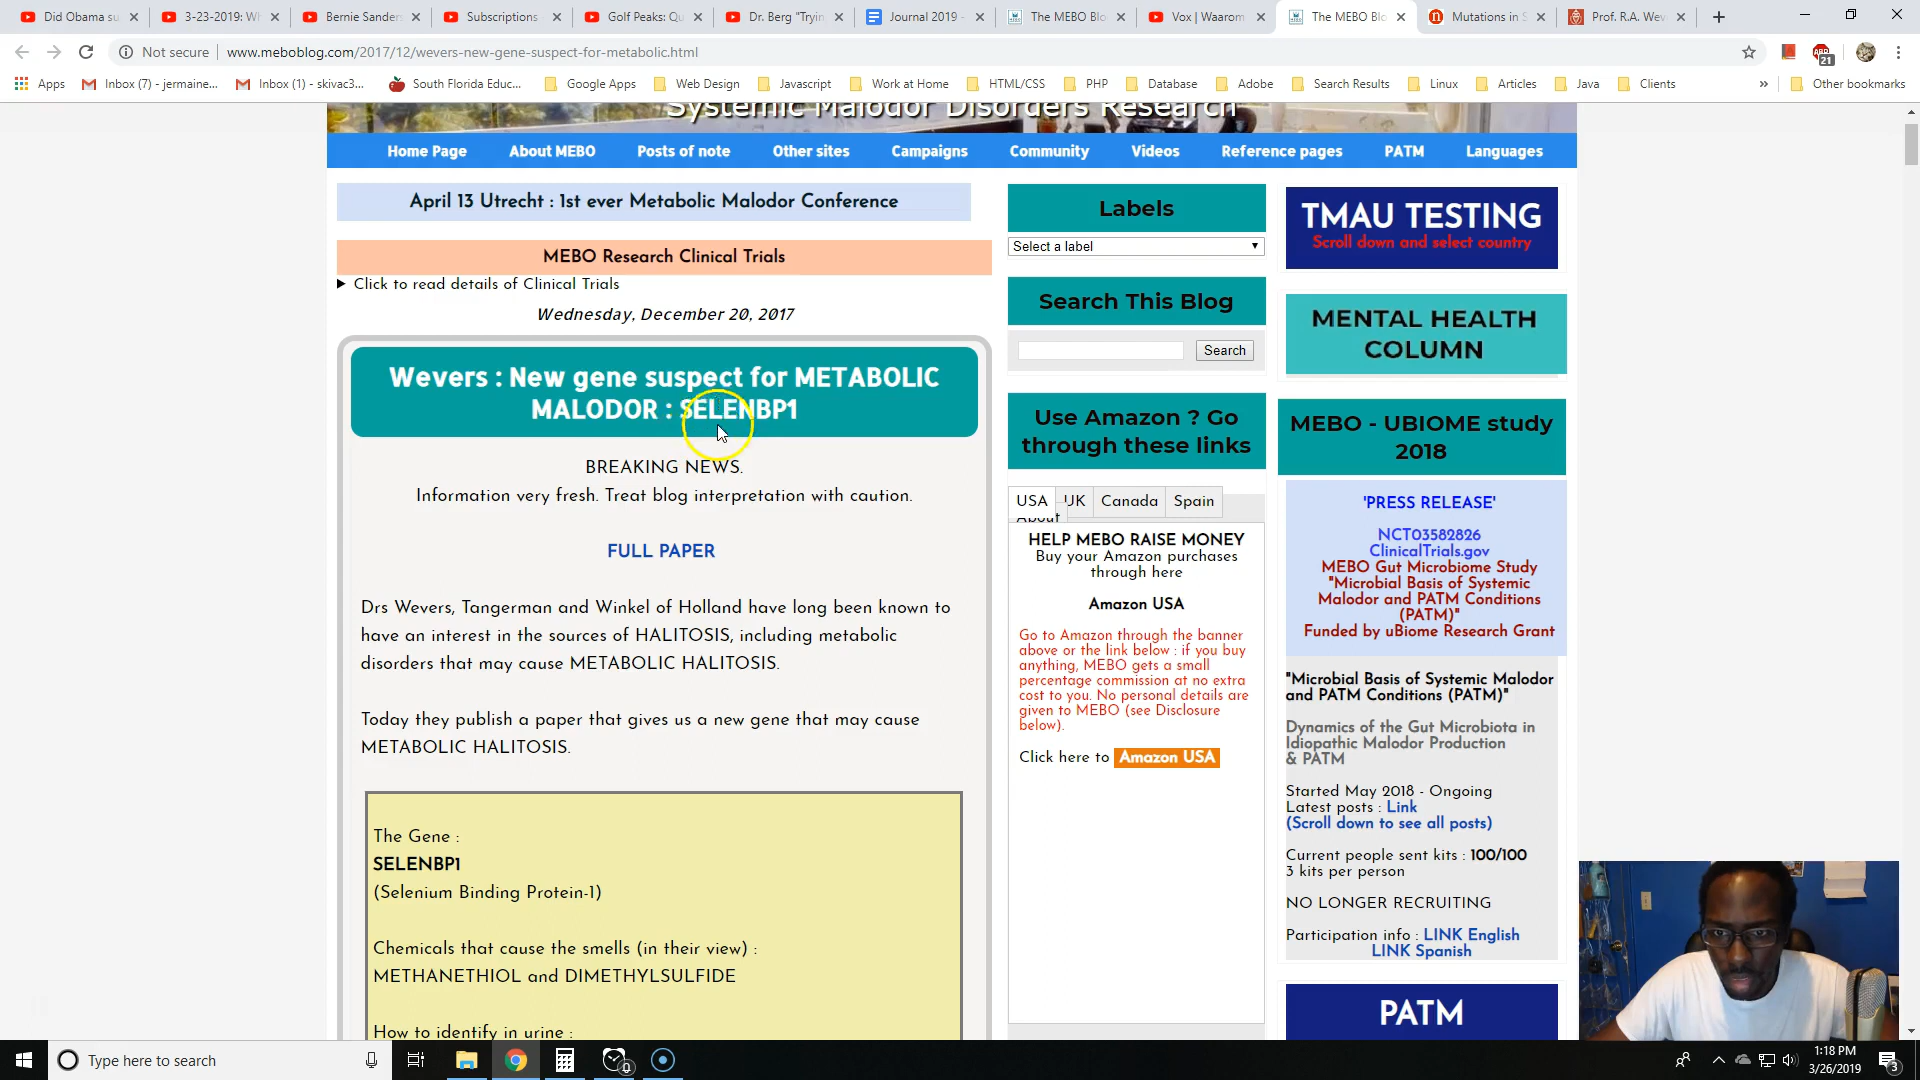 Did Obama su
3-23-2019: Wh
Bernie Sanders
Subscriptions
Golf Peaks: Qu
Dr. Berg "Tryin
Journal 2019 -
The MEBO Blo
Vox | Waarom
The MEBO Blo
Mutations in S
Prof. R.A. Wev
Not secure
www.meboblog.com/2017/12/wevers-new-gene-suspect-for-metabolic.html
21
Apps
Inbox (7) - jermaine...
Inbox (1) - skivac3...
South Florida Educ...
Google Apps
Web Design
Javascript
Work at Home
HTML/CSS
PHP
Database
Adobe
Search Results
Linux
Articles
Java
Clients
»
Other bookmarks
Systemic Malodor Disorders Research
Home Page
About MEBO
Posts of note
Other sites
Campaigns
Community
Videos
Reference pages
PATM
Languages
April 13 Utrecht : 1st ever Metabolic Malodor Conference
MEBO Research Clinical Trials
Click to read details of Clinical Trials
Wednesday, December 20, 2017
Wevers : New gene suspect for METABOLIC
MALODOR : SELENBP1
BREAKING NEWS.
Information very fresh. Treat blog interpretation with caution.
FULL PAPER
Drs Wevers, Tangerman and Winkel of Holland have long been known to
have an interest in the sources of HALITOSIS, including metabolic
disorders that may cause METABOLIC HALITOSIS.
Today they publish a paper that gives us a new gene that may cause
METABOLIC HALITOSIS.
The Gene :
SELENBP1
(Selenium Binding Protein-1)
Chemicals that cause the smells (in their view) :
METHANETHIOL and DIMETHYLSULFIDE
How to identify in urine :
Labels
Select a label
Search This Blog
Search
Use Amazon ? Go
through these links
USA
UK
Canada
Spain
About
HELP MEBO RAISE MONEY
Buy your Amazon purchases
through here
Amazon USA
Go to Amazon through the banner
above or the link below : if you buy
anything, MEBO gets a small
percentage commission at no extra
cost to you. No personal details are
given to MEBO (see Disclosure
below).
Click here to Amazon USA
TMAU TESTING
Scroll down and select country
MENTAL HEALTH
COLUMN
MEBO - UBIOME study
2018
'PRESS RELEASE'
NCT03582826
ClinicalTrials.gov
MEBO Gut Microbiome Study
"Microbial Basis of Systemic
Malodor and PATM Conditions
(PATM)"
Funded by uBiome Research Grant
"Microbial Basis of Systemic Malodor
and PATM Conditions (PATM)"
Dynamics of the Gut Microbiota in
Idiopathic Malodor Production
& PATM
Started May 2018 - Ongoing
Latest posts : Link
(Scroll down to see all posts)
Current people sent kits : 100/100
3 kits per person
NO LONGER RECRUITING
Participation info : LINK English
LINK Spanish
PATM
Type here to search
0
1:18 PM
3/26/2019
3